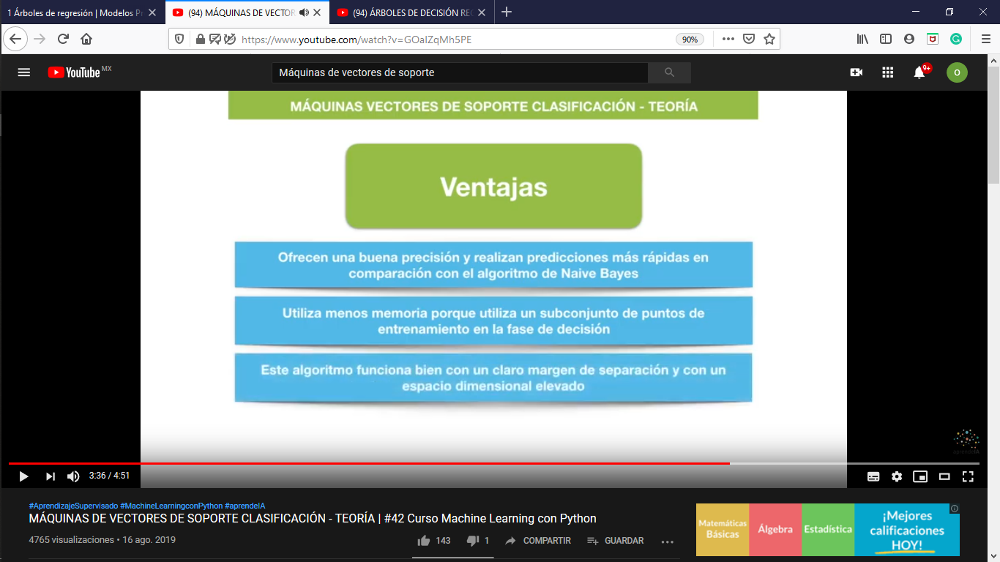 1 Árboles de regresión | Modelos Pr
(94) MÁQUINAS DE VECTOR
(94) ÁRBOLES DE DECISIÓN REG
https://www.youtube.com/watch?v=GOaIZqMh5PE
90%
YouTube MX
Máquinas de vectores de soporte
9+
O
MÁQUINAS VECTORES DE SOPORTE CLASIFICACIÓN - TEORÍA
Ventajas
Ofrecen una buena precisión y realizan predicciones más rápidas en
comparación con el algoritmo de Naive Bayes
Utiliza menos memoria porque utiliza un subconjunto de puntos de
entrenamiento en la fase de decisión
Este algoritmo funciona bien con un claro margen de separación y con un
espacio dimensional elevado
aprendeIA
3:36 / 4:51
#AprendizajeSupervisado #MachineLearningconPython #aprendeIA
MÁQUINAS DE VECTORES DE SOPORTE CLASIFICACIÓN - TEORÍA | #42 Curso Machine Learning con Python
4765 visualizaciones • 16 ago. 2019
143
1
COMPARTIR
GUARDAR
Matemáticas
Básicas
Álgebra
Estadística
¡Mejores
calificaciones
HOY!